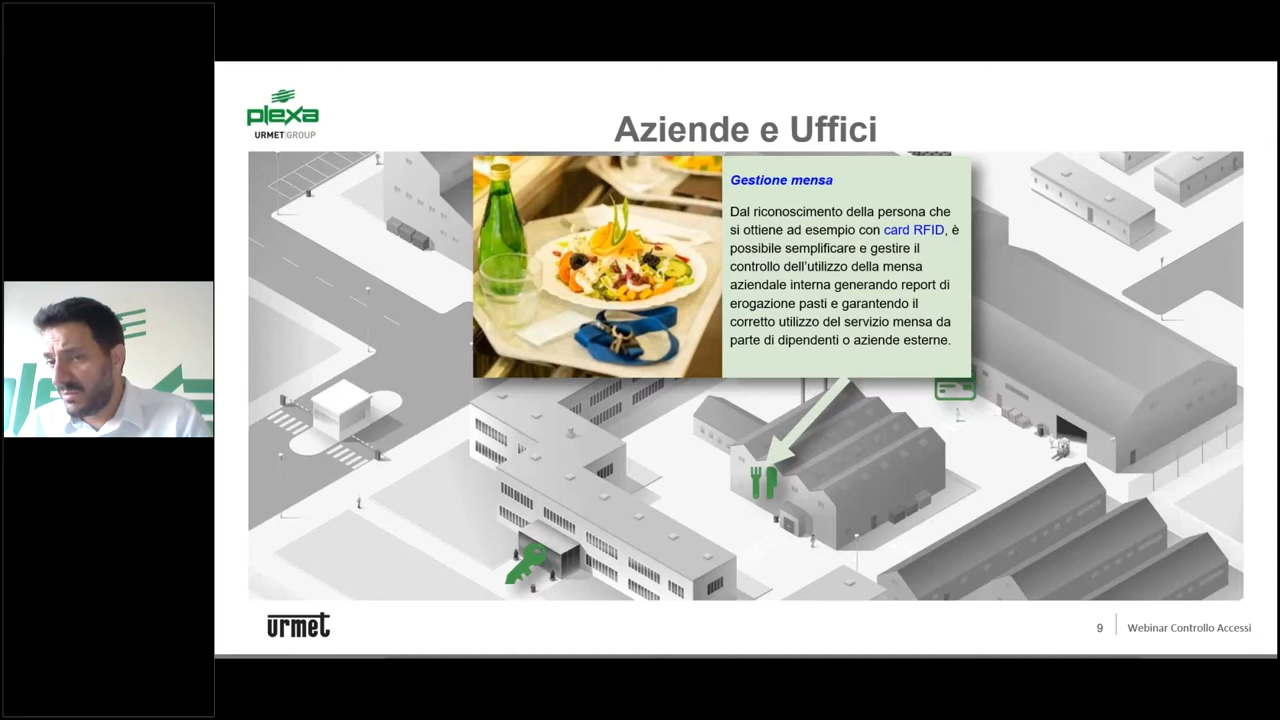 plexa
URMET GROUP
Aziende e Uffici
Gestione mensa
Dal riconoscimento della persona che
si ottiene ad esempio con card RFID, è
possibile semplificare e gestire il
controllo dell'utilizzo della mensa
aziendale interna generando report di
erogazione pasti e garantendo il
corretto utilizzo del servizio mensa da
parte di dipendenti o aziende esterne.
urmet
9
Webinar Controllo Accessi